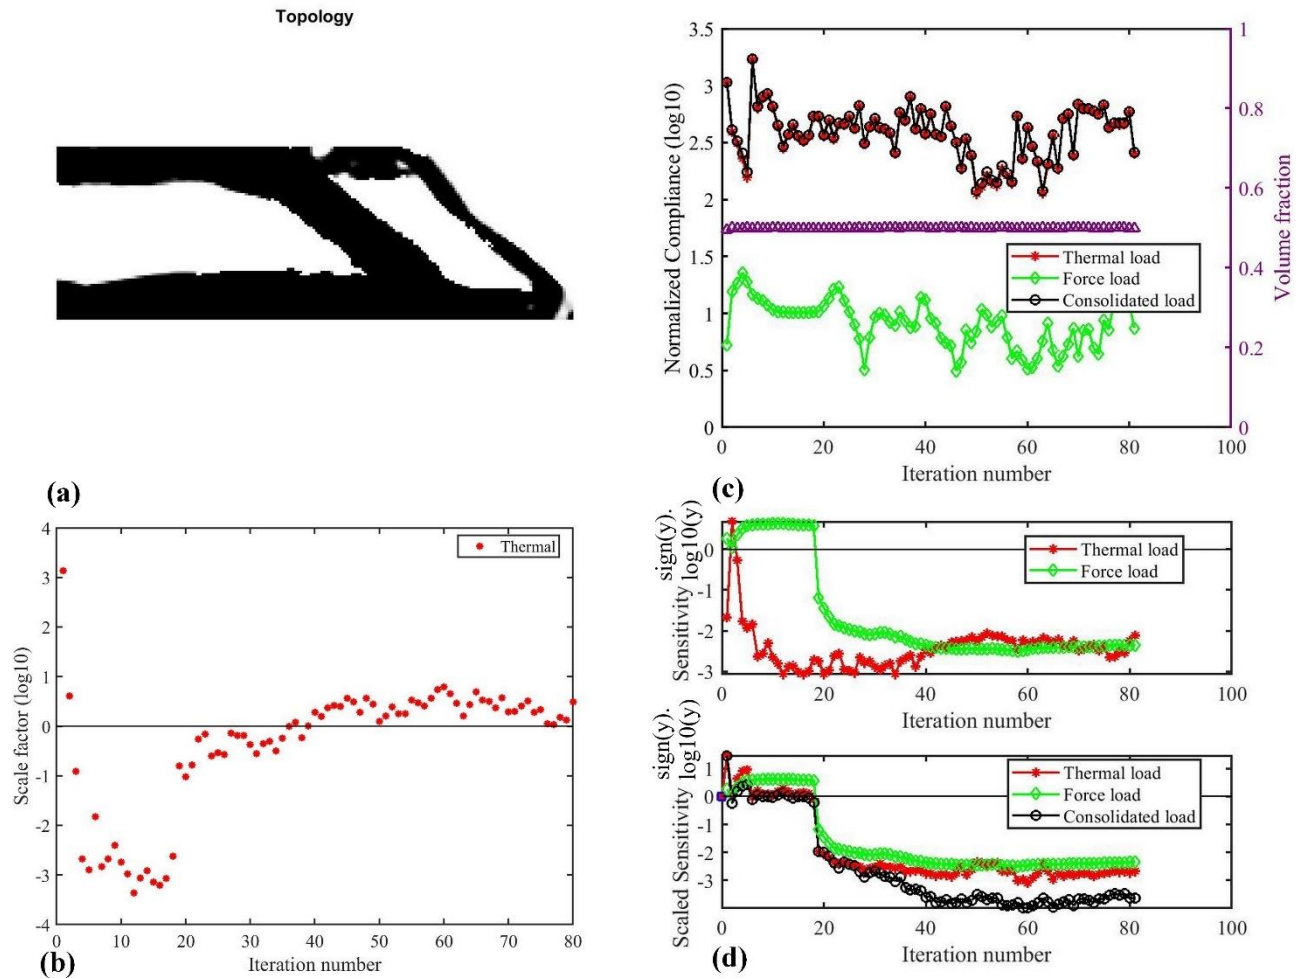 Topology
(a)
3.5
3
2.5
2
1.5
1
0.5
0
Normalized Compliance (log10)
1
0.8
0.6
0.4
0.2
0
Volume fraction
Thermal load
Force load
Consolidated load
0 20 40 60 80 100
Iteration number
(c)
4
3
2
1
0
-1
-2
-3
-4
Scale factor (log10)
Thermal
0 10 20 30 40 50 60 70 80
Iteration number
(b)
sign(y).
Sensitivity log10(y)
0
-1
-2
-3
Thermal load
Force load
0 20 40 60 80 100
Iteration number
sign(y).
Scaled Sensitivity log10(y)
1
0
-1
-2
-3
Thermal load
Force load
Consolidated load
0 20 40 60 80 100
Iteration number
(d)